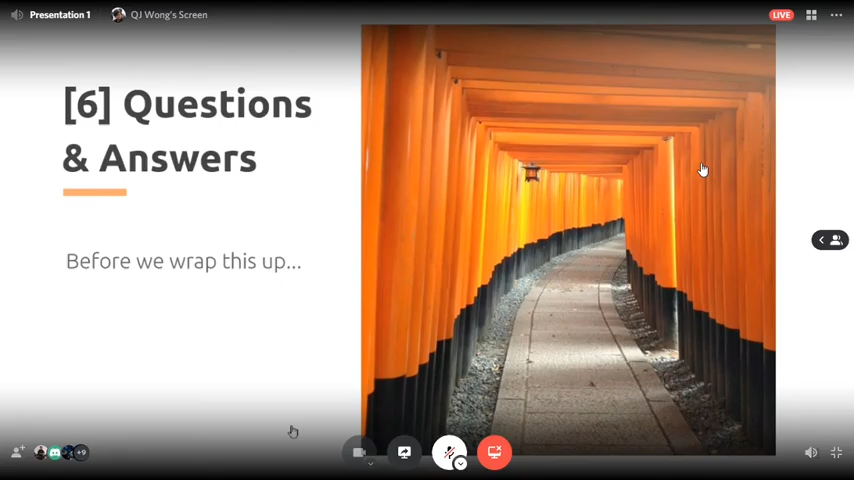 Presentation 1
QJ Wong's Screen
LIVE
[6] Questions
& Answers
Before we wrap this up...
+9